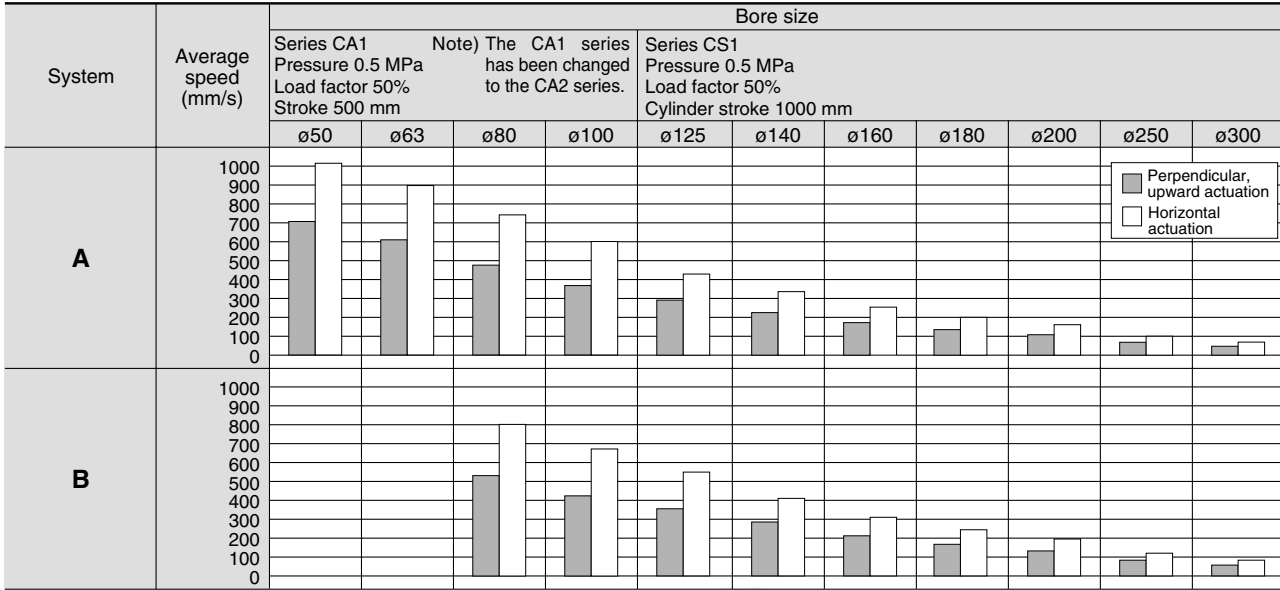 Bore size
System
Average
speed
(mm/s)
Series CA1
Pressure 0.5 MPa
Load factor 50%
Stroke 500 mm
Note) The CA1 series
has been changed
to the CA2 series.
Series CS1
Pressure 0.5 MPa
Load factor 50%
Cylinder stroke 1000 mm
ø50 ø63 ø80 ø100 ø125 ø140 ø160 ø180 ø200 ø250 ø300
A
1000
900
800
700
600
500
400
300
200
100
0
Perpendicular,
upward actuation
Horizontal
actuation
B
1000
900
800
700
600
500
400
300
200
100
0